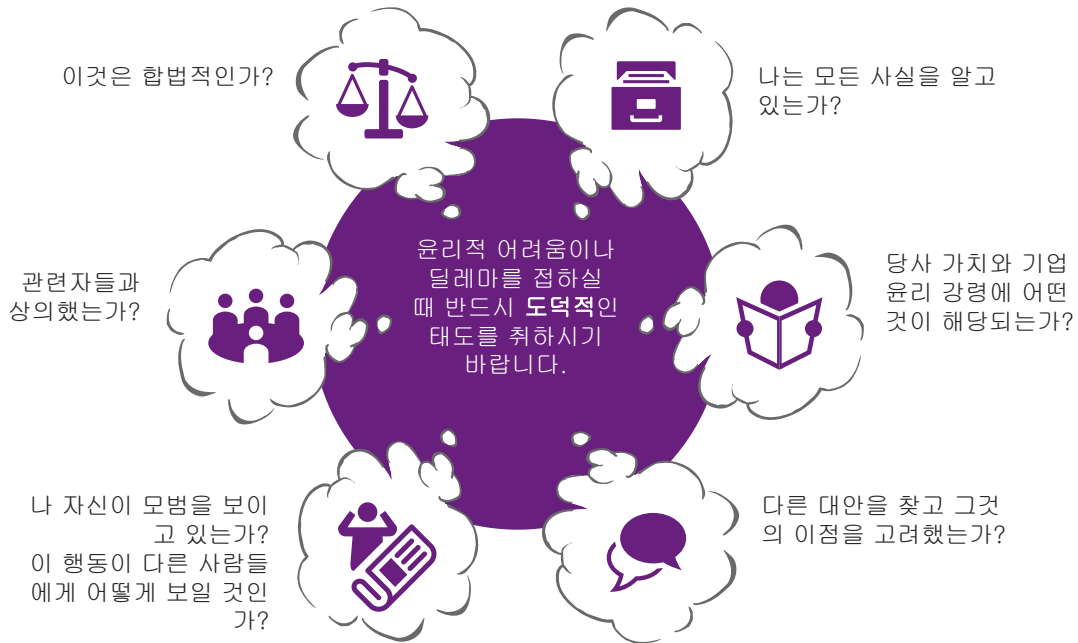 이것은 합법적인가?
나는 모든 사실을 알고
있는가?
윤리적 어려움이나
딜레마를 접하실
때 반드시 도덕적인
태도를 취하시기
바랍니다.
관련자들과
상의했는가?
당사 가치와 기업
윤리 강령에 어떤
것이 해당되는가?
나 자신이 모범을 보이
고 있는가?
이 행동이 다른 사람들
에게 어떻게 보일 것인
가?
다른 대안을 찾고 그것
의 이점을 고려했는가?